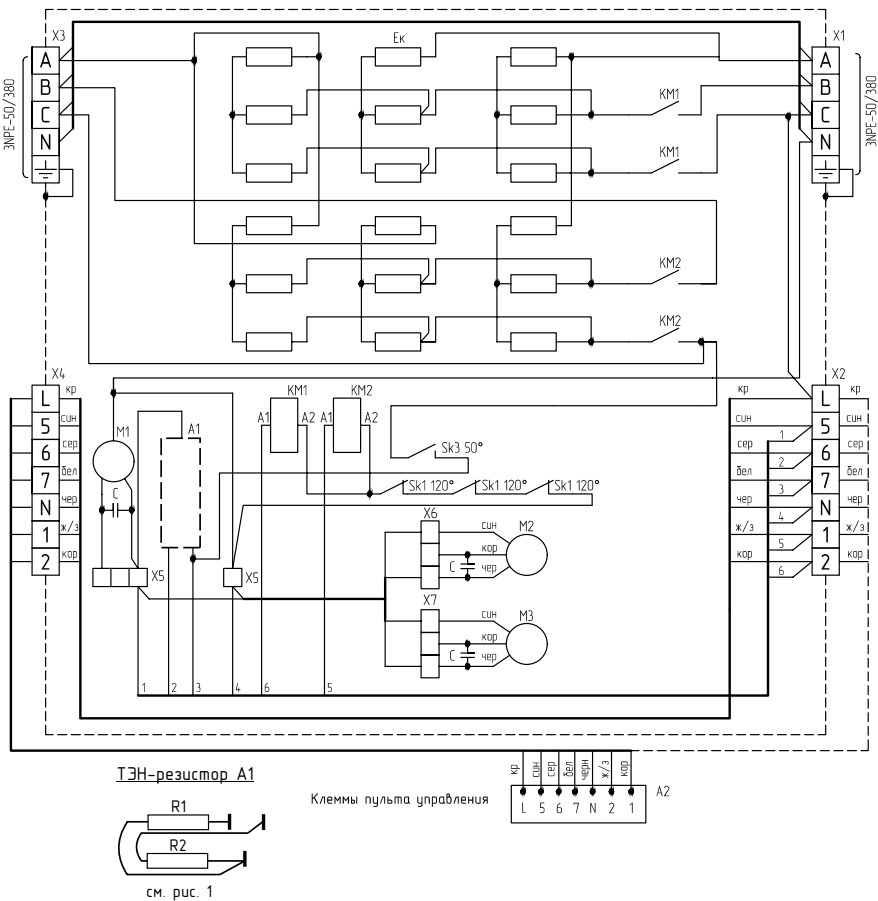 X3
X1
A
B
C
N
3NPE-50/380
Ек
KM1
KM1
KM2
KM2
A
B
C
N
3NPE-50/380
X4
X2
L
5
6
7
N
1
2
кр
син
сер
бел
чер
ж/з
кор
M1
C
A1
KM1
KM2
A1
A2
A1
A2
Sk3 50°
Sk1 120°
Sk1 120°
Sk1 120°
X5
X5
X6
син
кор
чер
C
M2
X7
син
кор
чер
C
M3
кр
син
сер
бел
чер
ж/з
кор
1
2
3
4
5
6
L
5
6
7
N
1
2
кр
син
сер
бел
чер
ж/з
кор
1
2
3
4
6
5
ТЭН-резистор A1
R1
R2
см. рис. 1
Клеммы пульта управления
кр
син
сер
бел
черн
ж/з
кор
A2
L 5 6 7 N 2 1